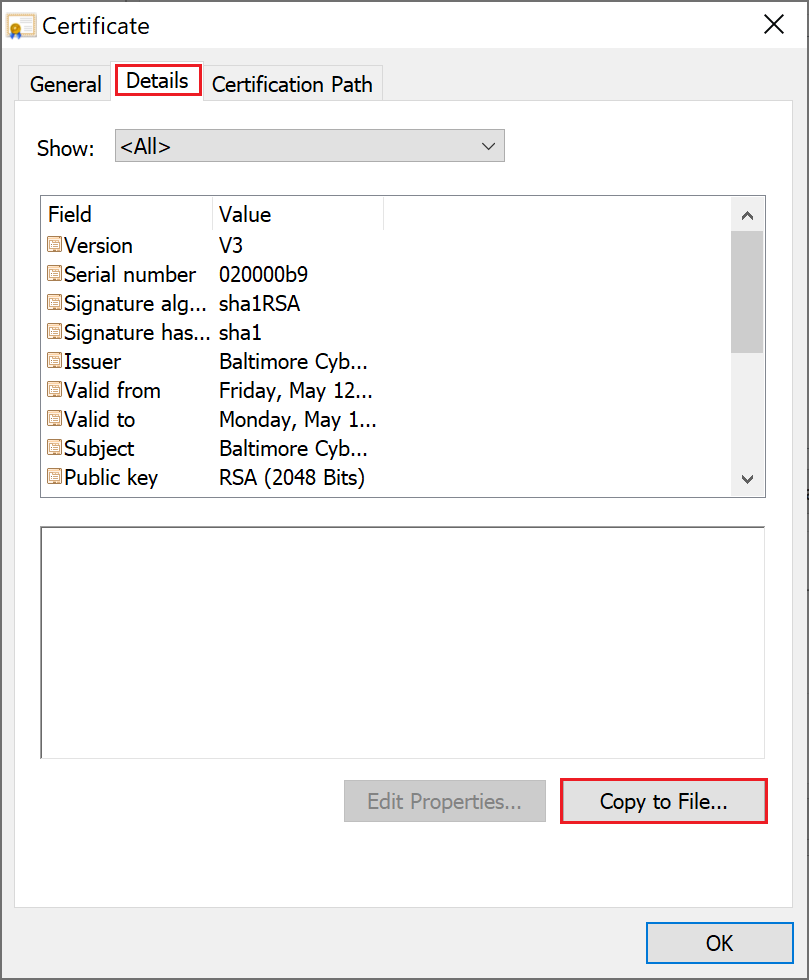 Certificate
General Details Certification Path
Show: <All>
Field Value
Version V3
Serial number 020000b9
Signature alg... sha1RSA
Signature has... sha1
Issuer Baltimore Cyb...
Valid from Friday, May 12...
Valid to Monday, May 1...
Subject Baltimore Cyb...
Public key RSA (2048 Bits)
Edit Properties... Copy to File...
OK